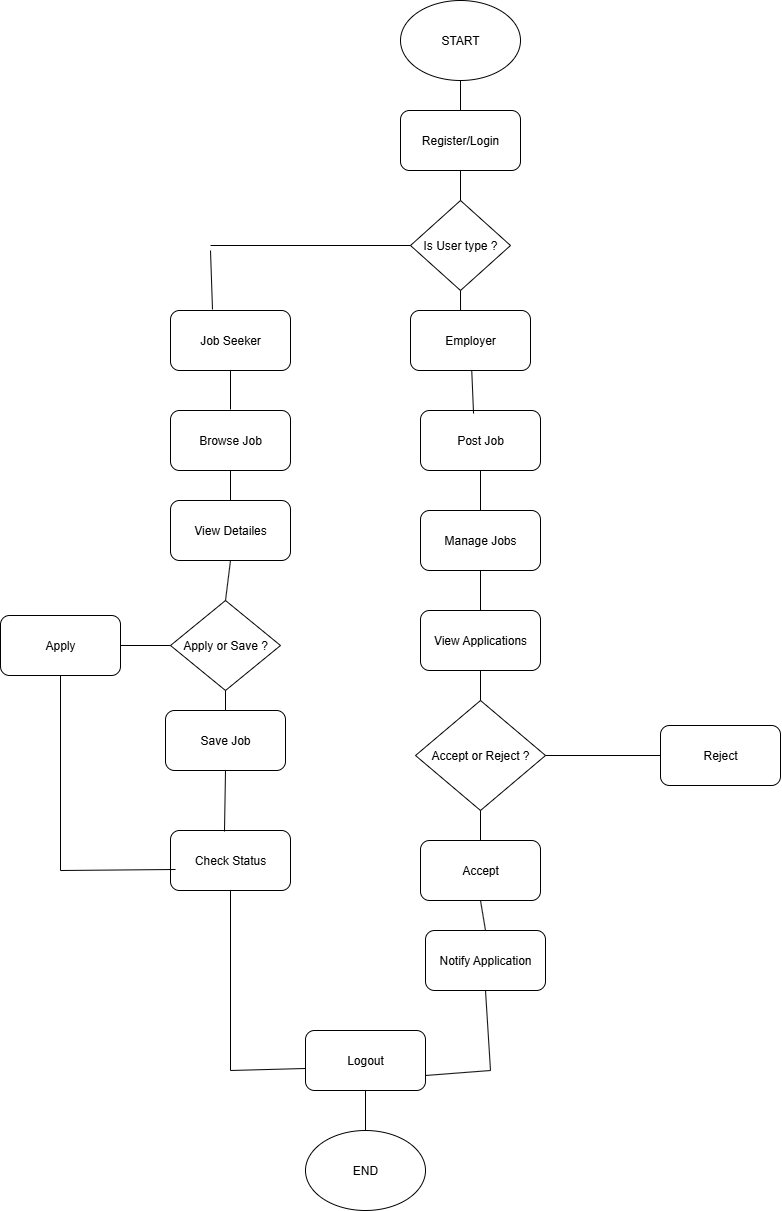 START
Register/Login
Is User type ?
Job Seeker
Employer
Browse Job
Post Job
View Detailes
Manage Jobs
Apply
Apply or Save ?
View Applications
Save Job
Accept or Reject ?
Reject
Check Status
Accept
Notify Application
Logout
END